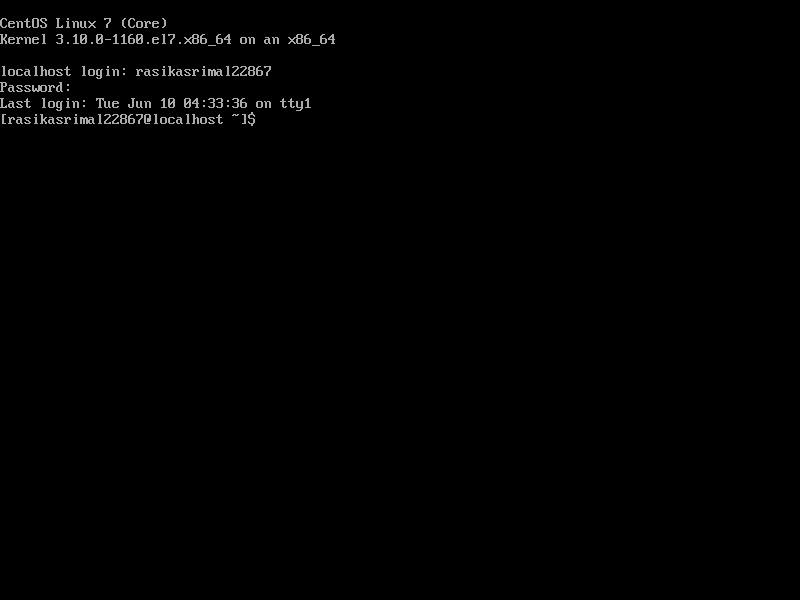 CentOS Linux 7 (Core)
Kernel 3.10.0-1160.el7.x86_64 on an x86_64
localhost login: rasikasrimal22867
Password:
Last login: Tue Jun 10 04:33:36 on tty1
[rasikasrimal22867@localhost ~]$